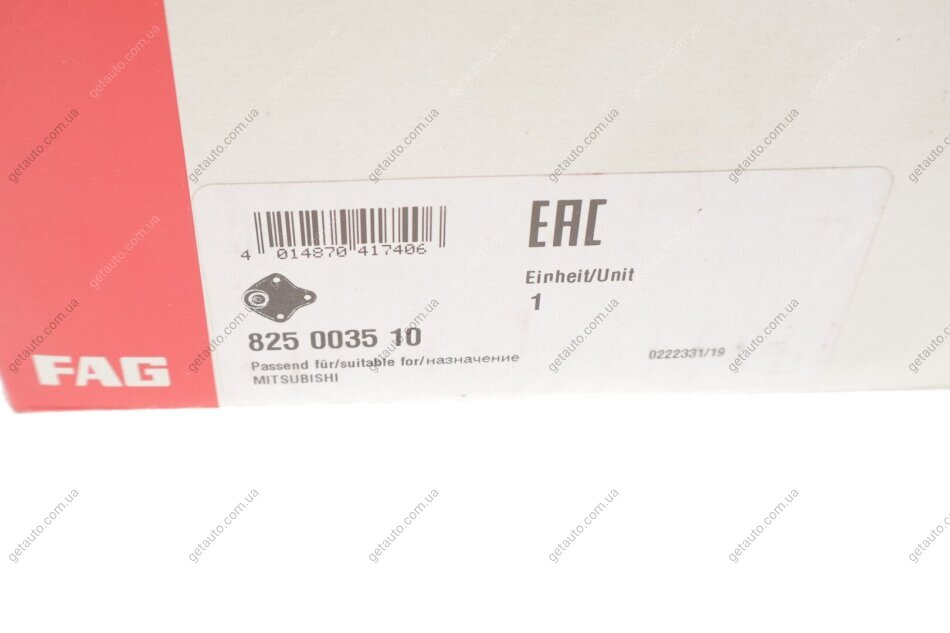 4 014870 417406
EAC
Einheit/Unit
1
825 0035 10
Passend für/suitable for/назначение
MITSUBISHI
0222331/19
FAG
getauto.com.ua